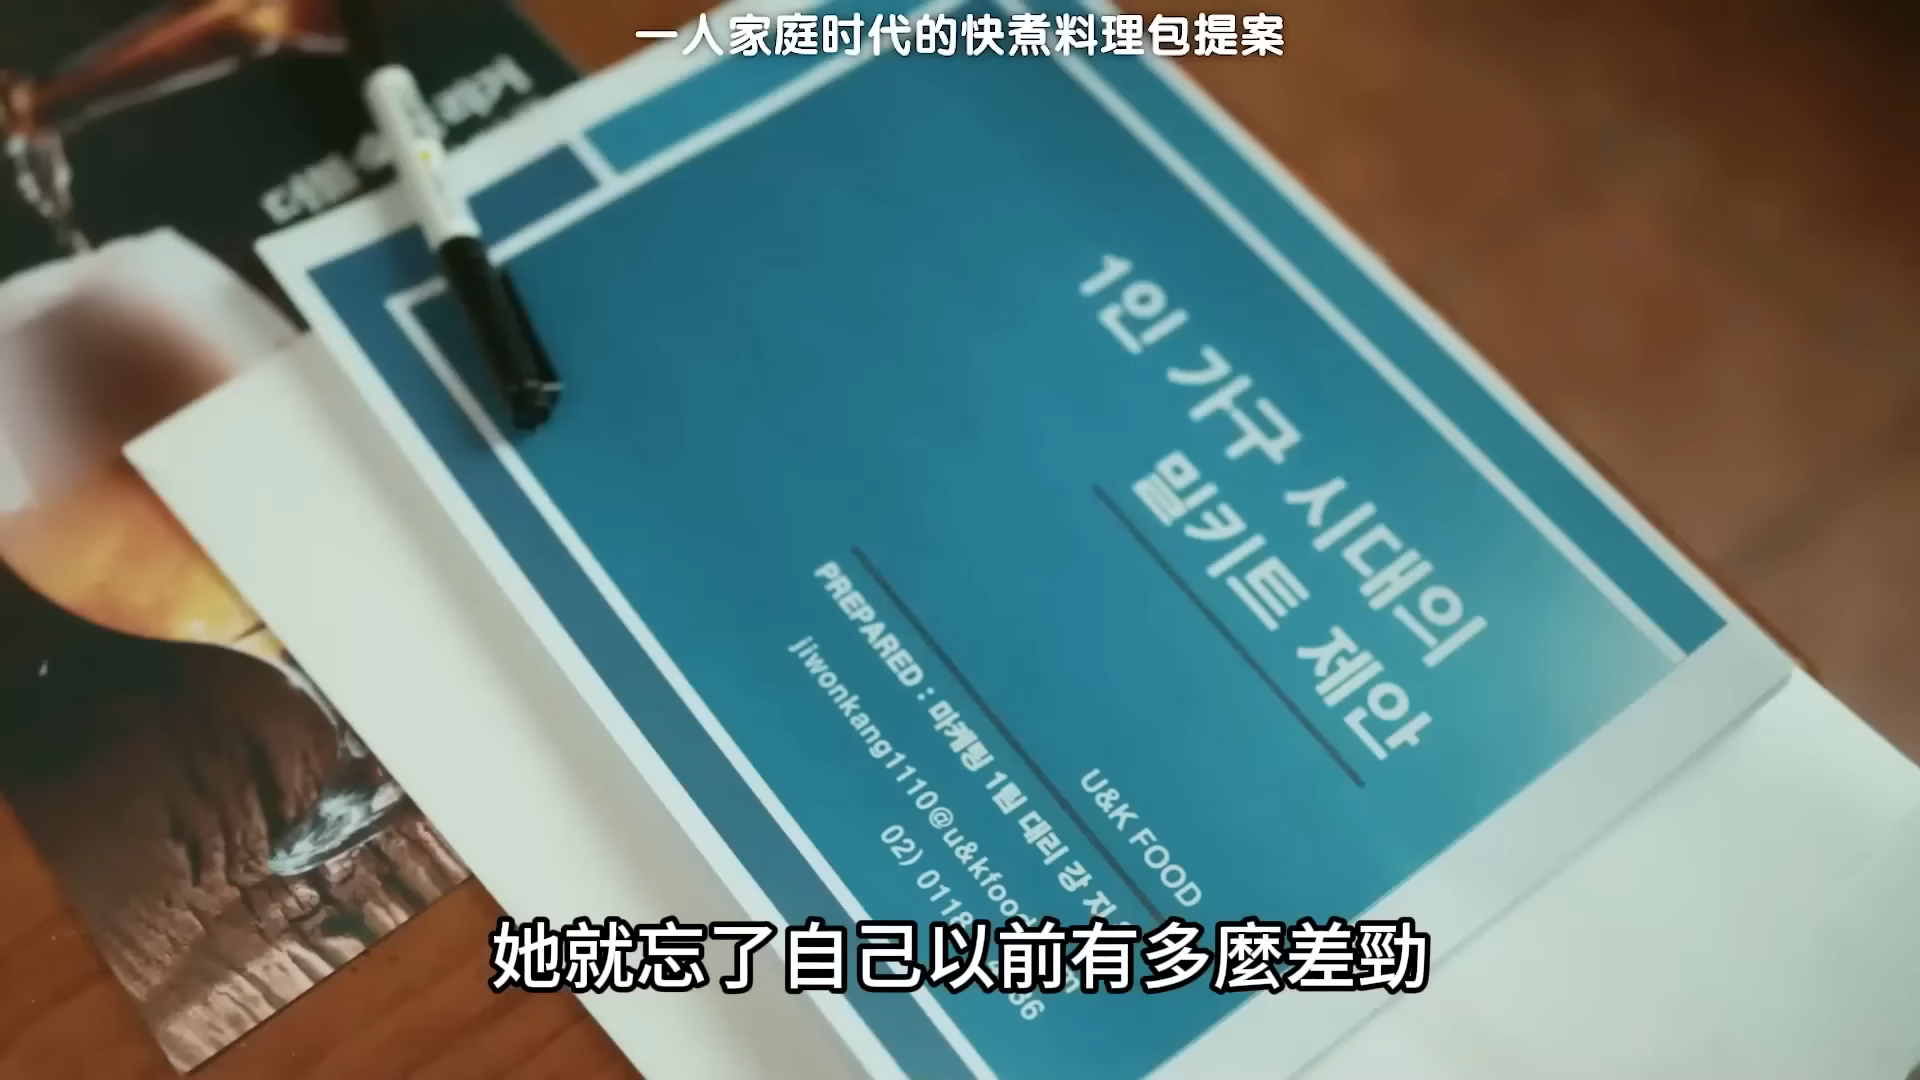 一人家庭时代的快煮料理包提案
1인 가구 시대의
밀키트 제안
U&K FOOD
PREPARED : 마케팅 1팀 대리 강 지
jiwonkang1110@u&kfood
02) 0118
36
她就忘了自己以前有多麼差勁